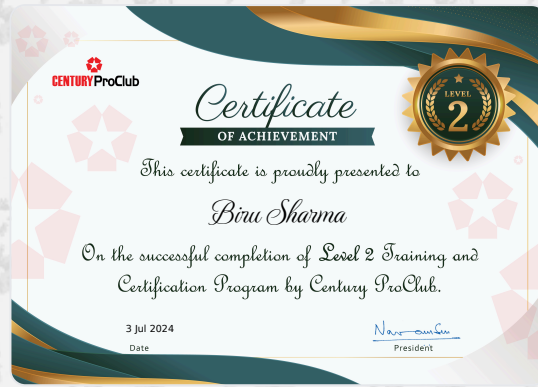 CENTURY ProClub
LEVEL
2
Certificate
OF ACHIEVEMENT
This certificate is proudly presented to
Biru Sharma
On the successful completion of Level 2 Training and
Certification Program by Century ProClub.
3 Jul 2024
Date
President